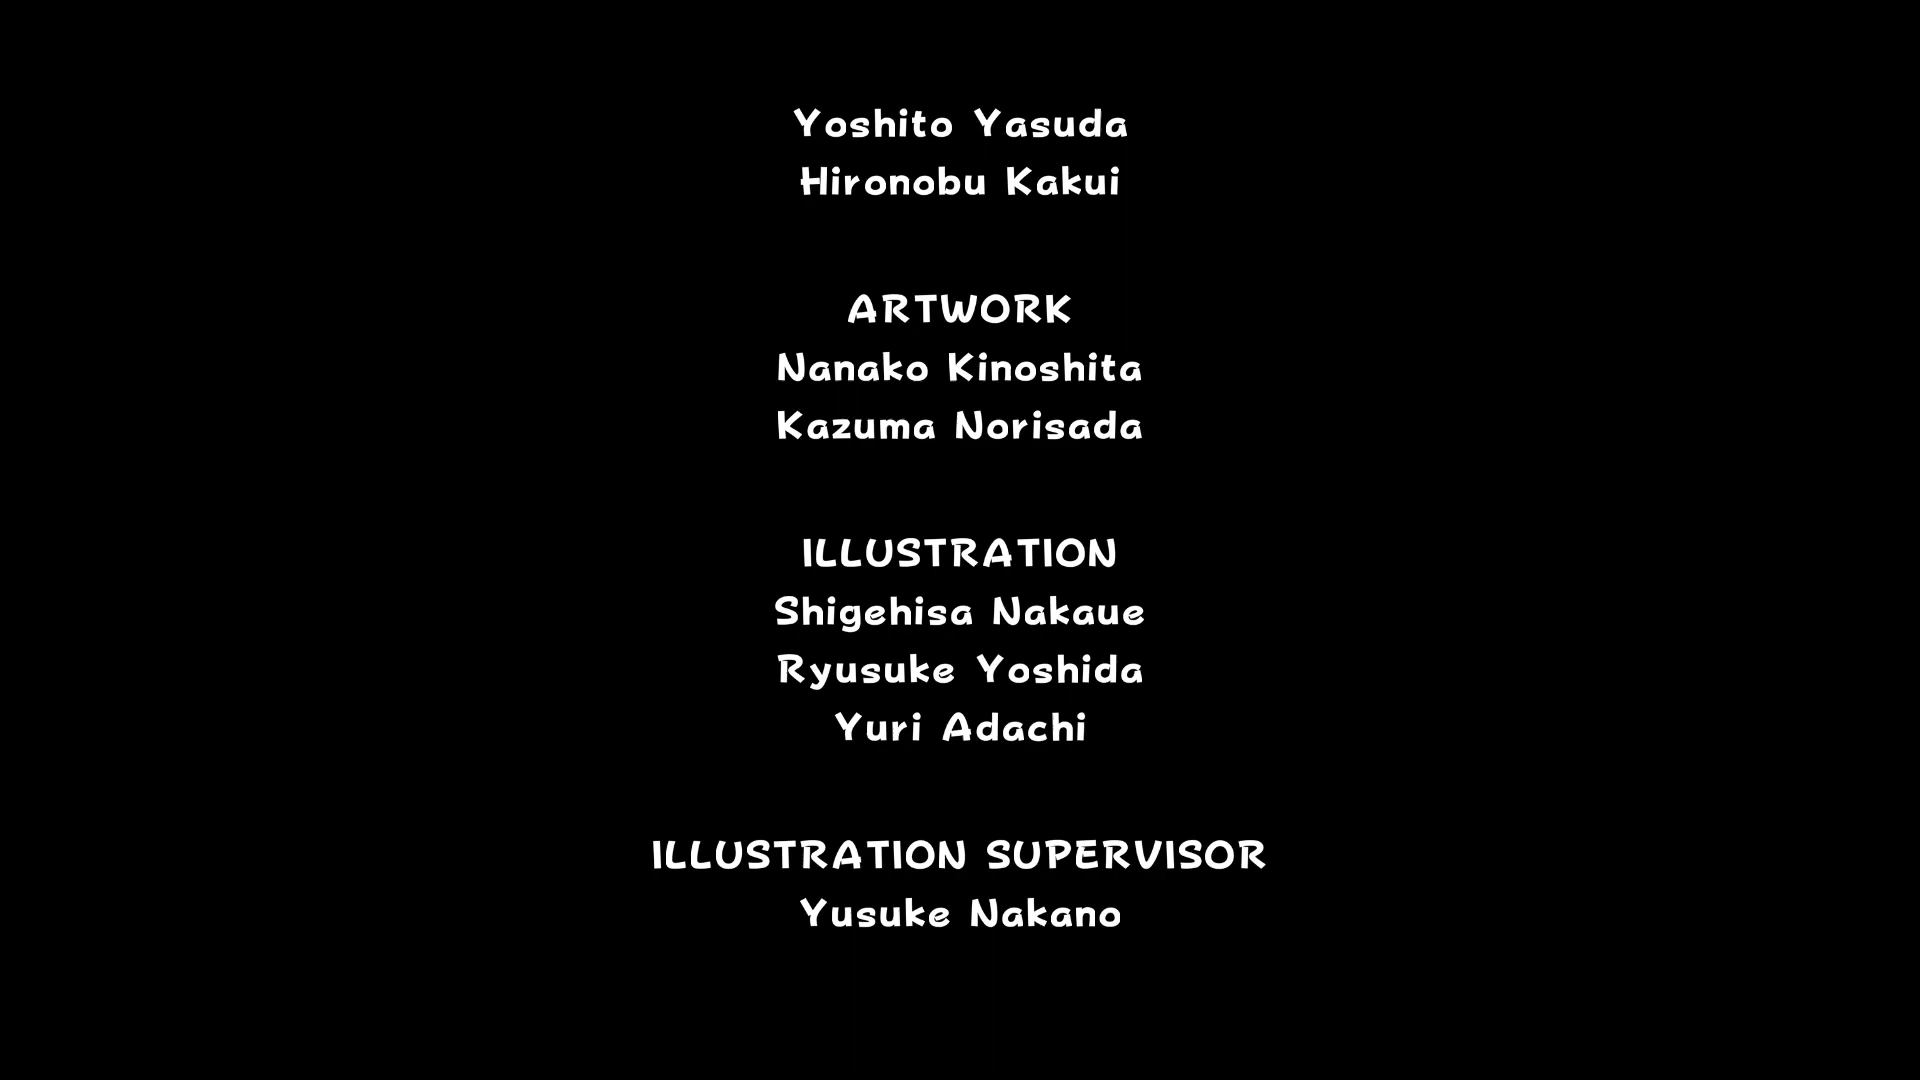 Yoshito Yasuda
Hironobu Kakui
ARTWORK
Nanako Kinoshita
Kazuma Norisada
ILLUSTRATION
Shigehisa Nakaue
Ryusuke Yoshida
Yuri Adachi
ILLUSTRATION SUPERVISOR
Yusuke Nakano